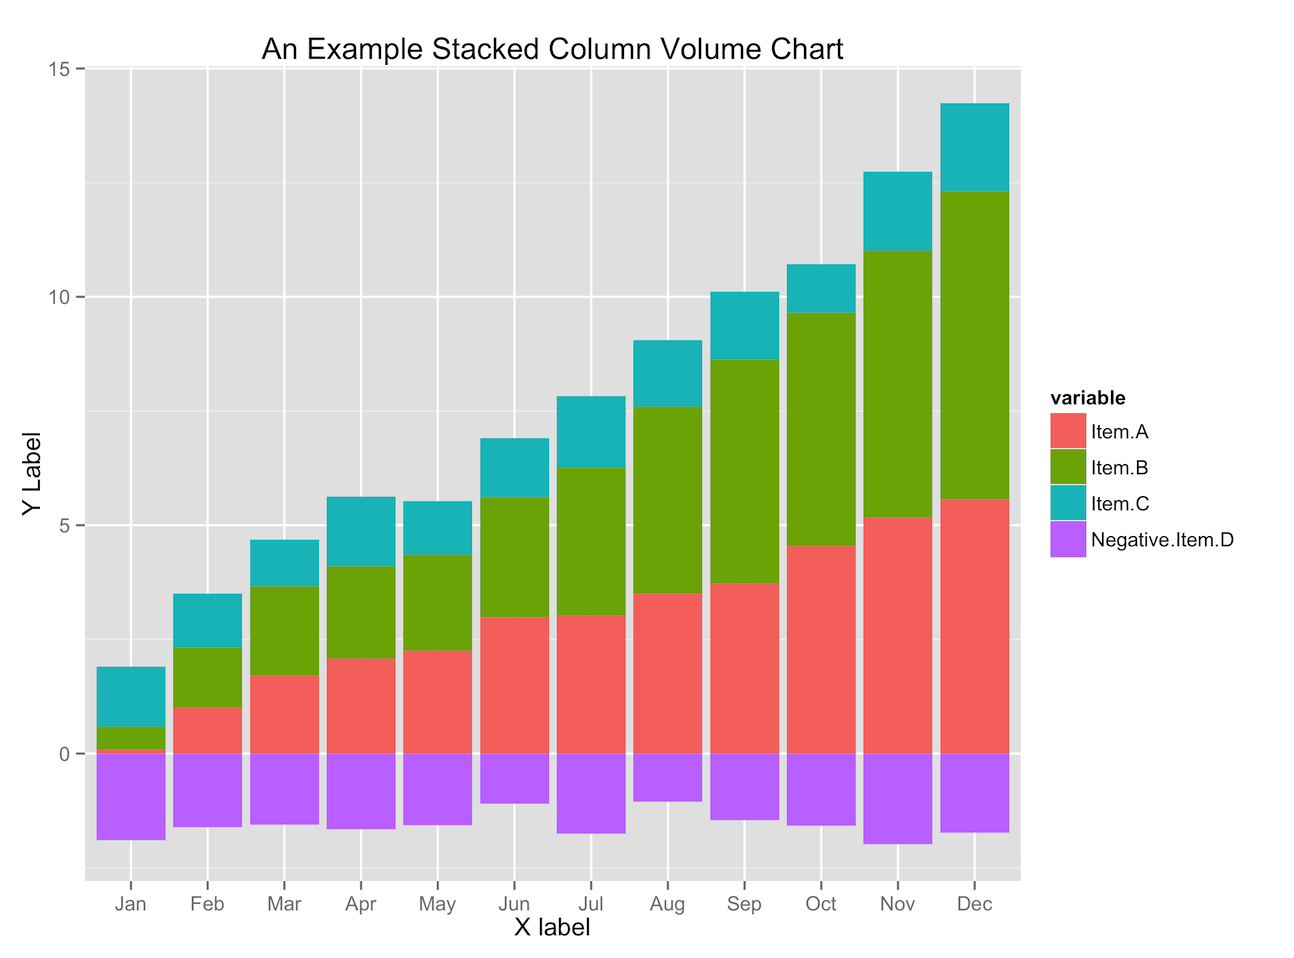 An Example Stacked Column Volume Chart
15
10
5
0
Y Label
Jan Feb Mar Apr May Jun Jul Aug Sep Oct Nov Dec
X label
variable
Item.A
Item.B
Item.C
Negative.Item.D